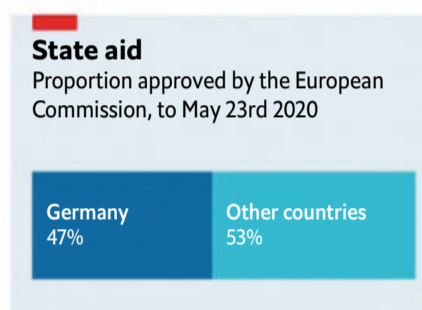 State aid
Proportion approved by the European
Commission, to May 23rd 2020
Germany
47%
Other countries
53%